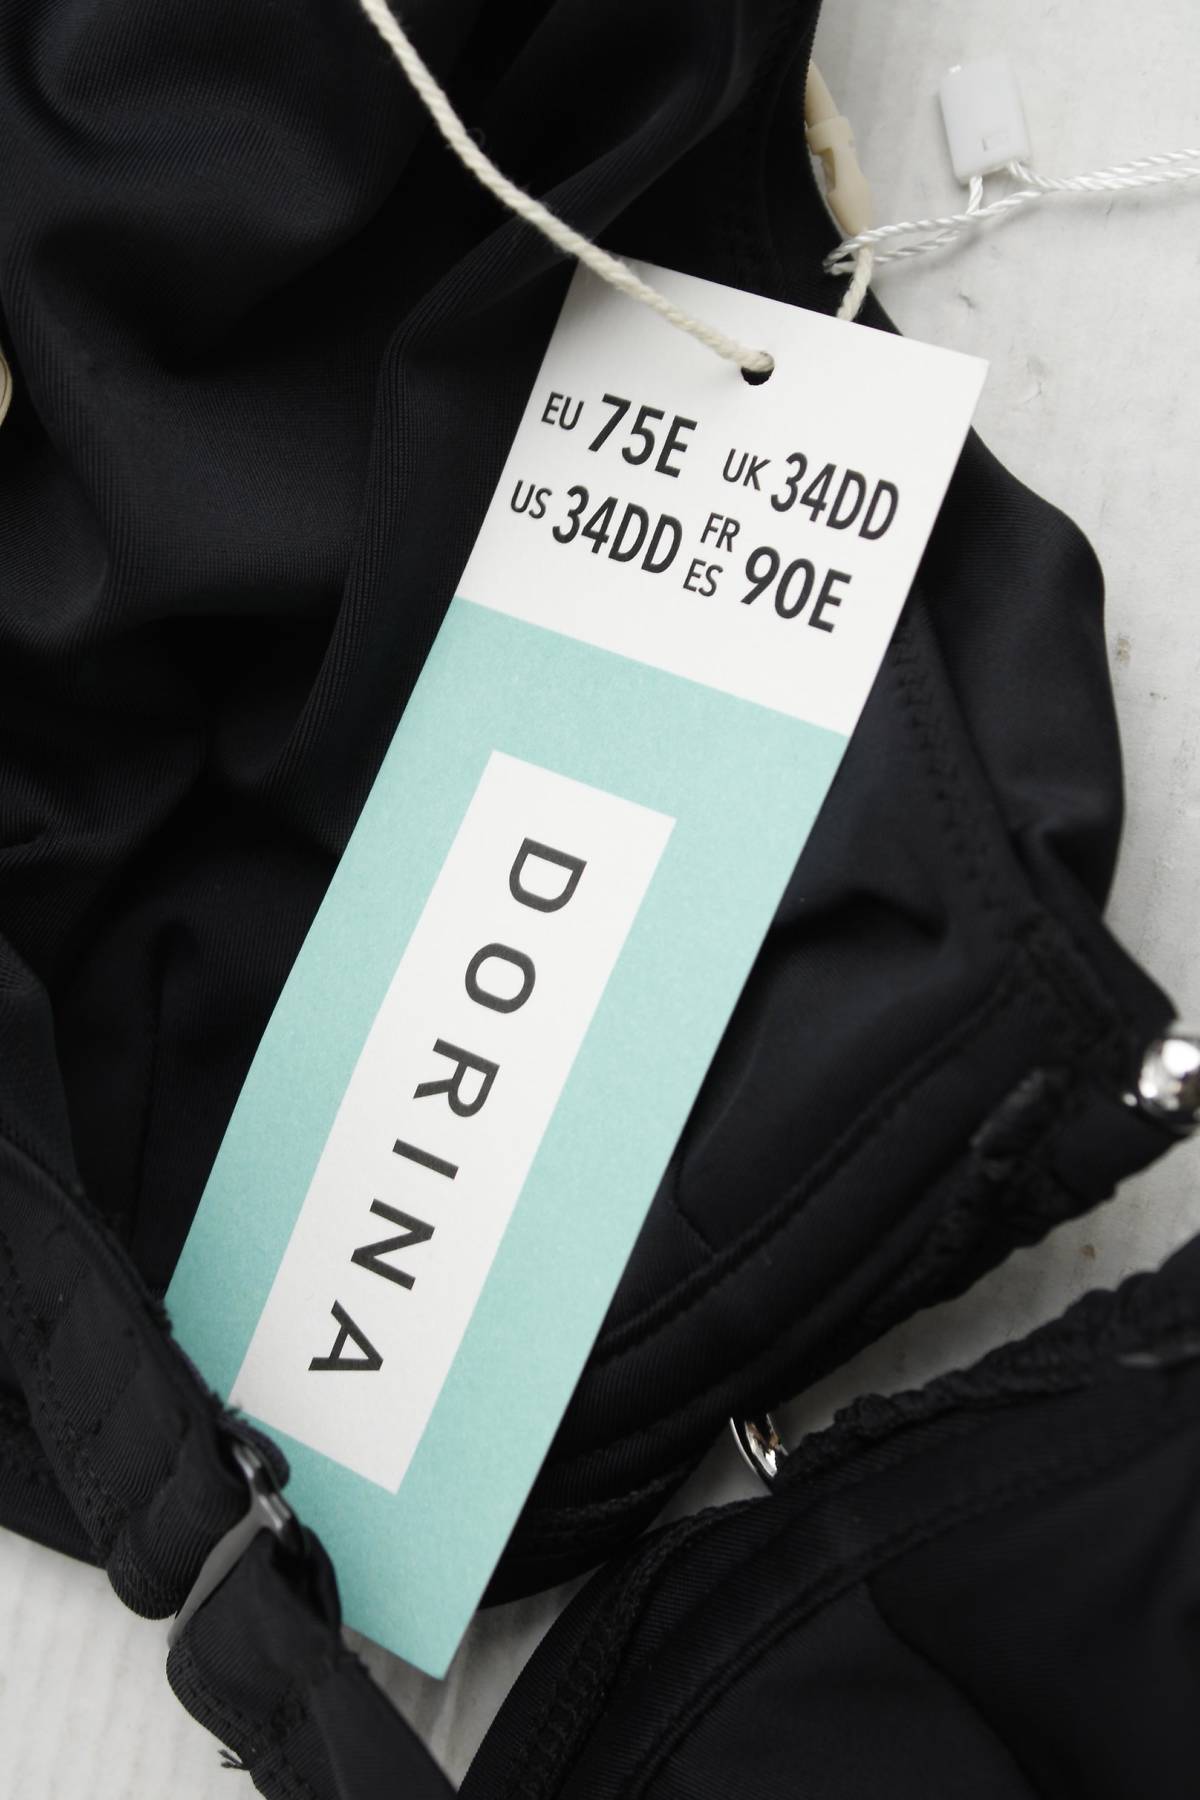 EU 75E UK 34DD
US 34DD FR ES 90E
DORINA